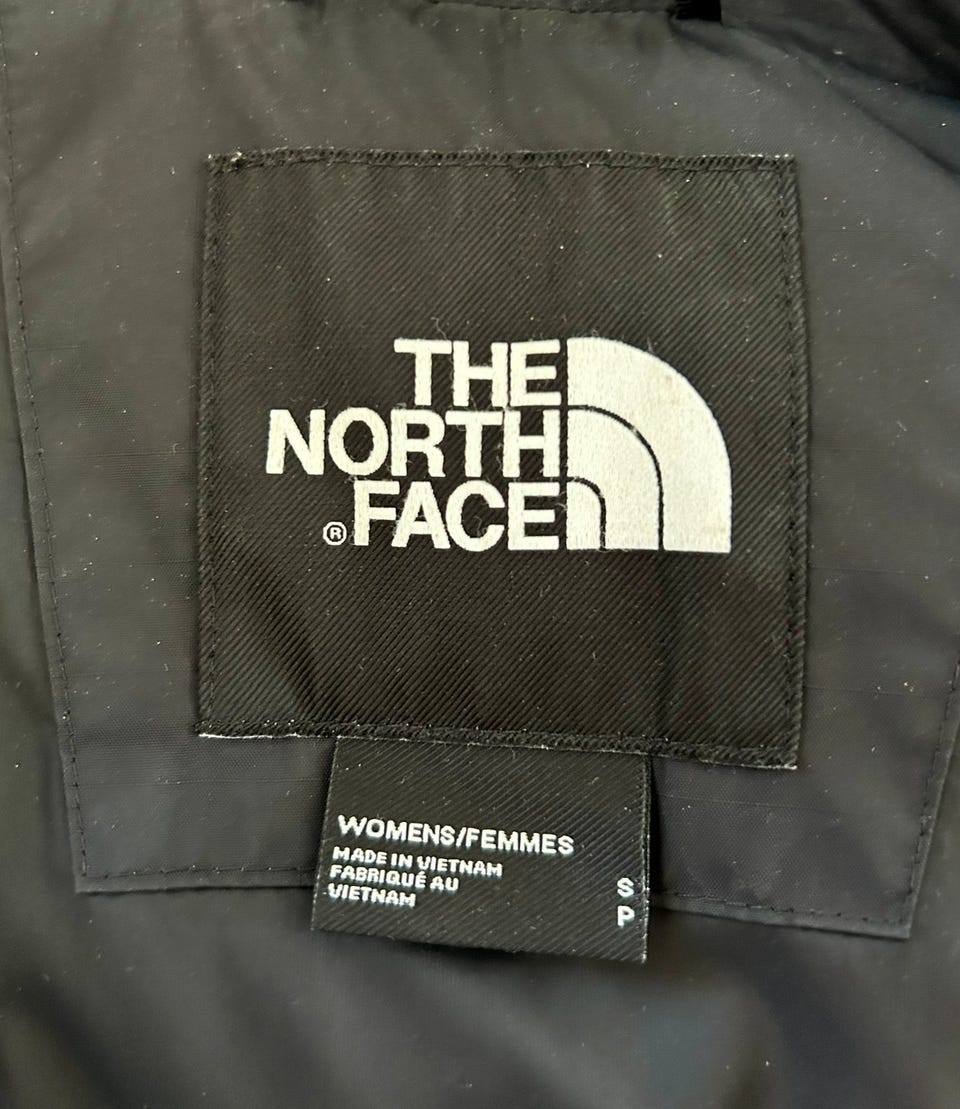 THE
NORTH
® FACE
WOMENS/FEMMES
MADE IN VIETNAM
FABRIQUÉ AU
VIETNAM
S
P